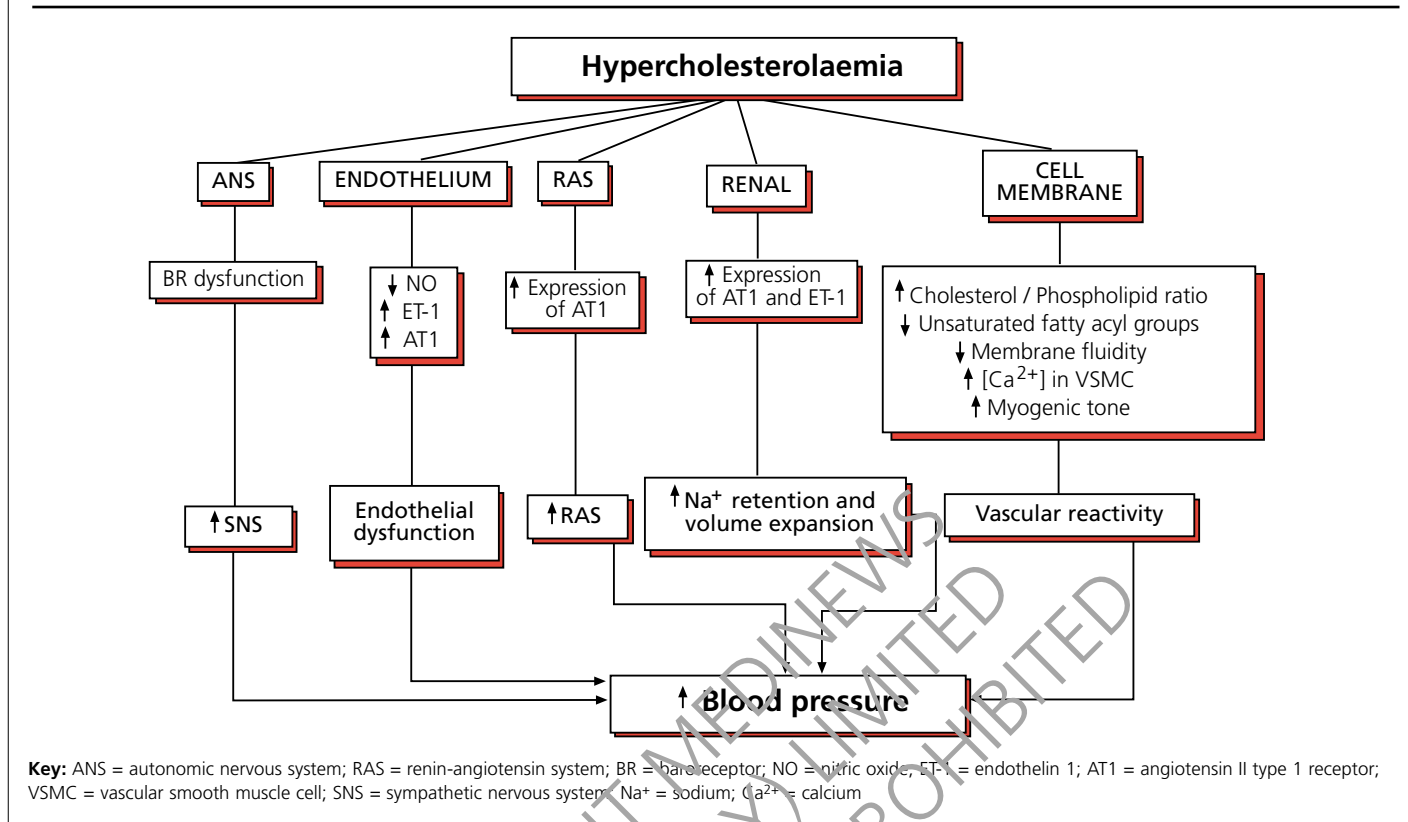 Hypercholesterolaemia
ANS
ENDOTHELIUM
RAS
RENAL
CELL
MEMBRANE
BR dysfunction
↓ NO
↑ ET-1
↑ AT1
↑ Expression
of AT1
↑ Expression
of AT1 and ET-1
↑ Cholesterol / Phospholipid ratio
↓ Unsaturated fatty acyl groups
↓ Membrane fluidity
↑ [Ca²⁺] in VSMC
↑ Myogenic tone
↑ SNS
Endothelial
dysfunction
↑ RAS
↑ Na⁺ retention and
volume expansion
Vascular reactivity
↑ Blood pressure
Key: ANS = autonomic nervous system; RAS = renin-angiotensin system; BR = baroreceptor; NO = nitric oxide; ET-1 = endothelin 1; AT1 = angiotensin II type 1 receptor;
VSMC = vascular smooth muscle cell; SNS = sympathetic nervous system; Na⁺ = sodium; Ca²⁺ = calcium
MEDINEWS
LIMITED